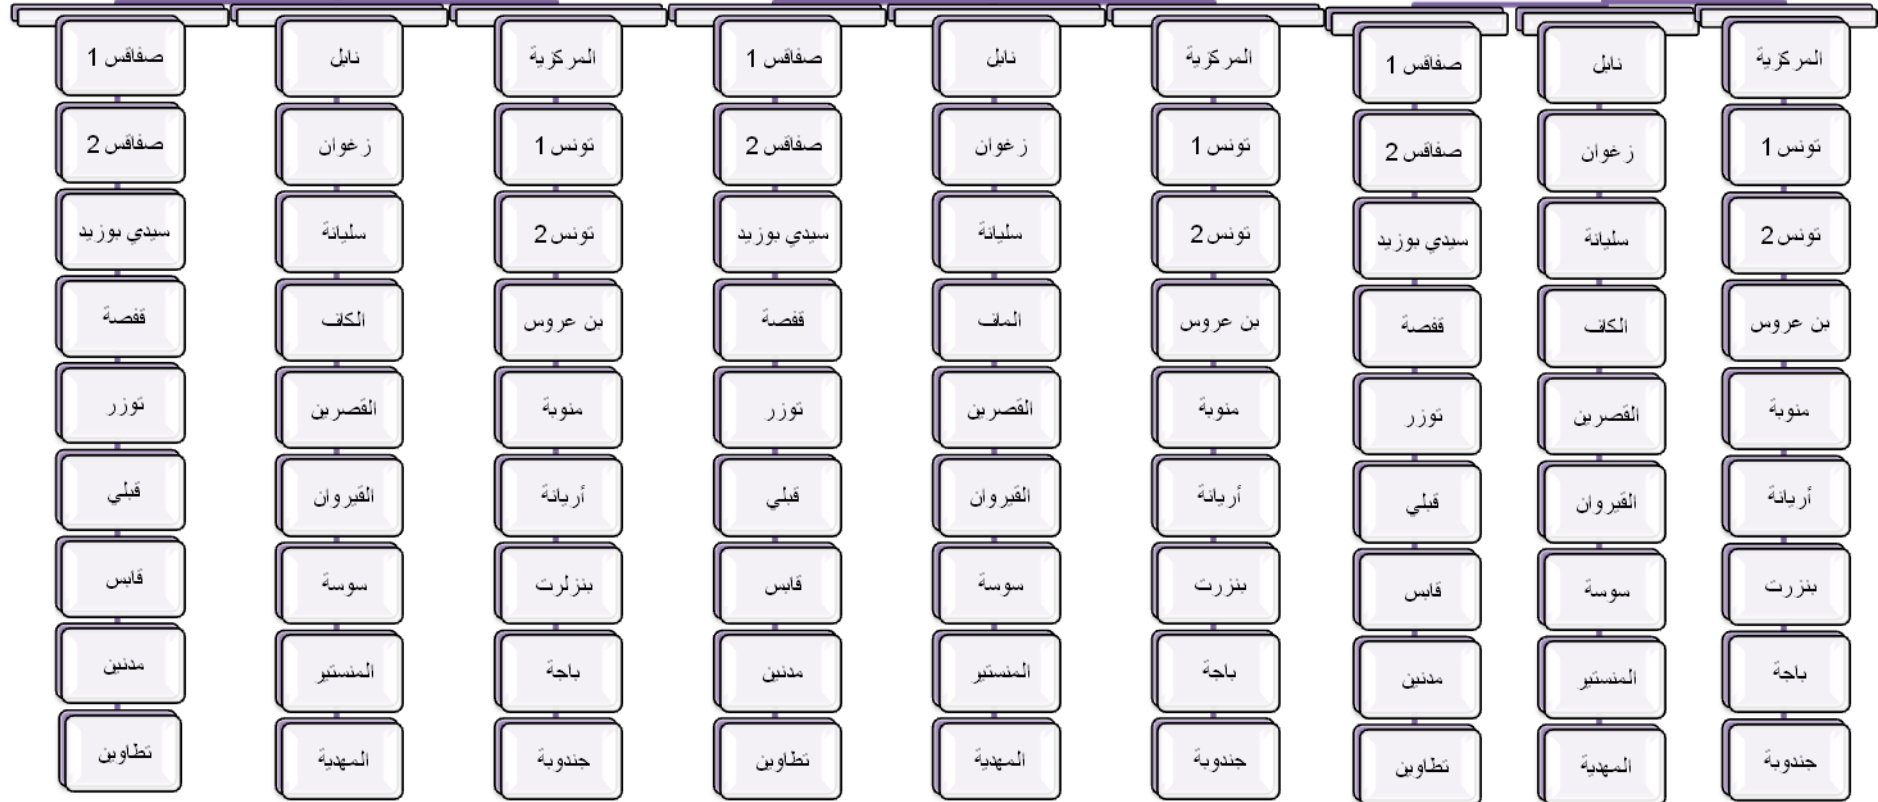 المركزية
تونس 1
تونس 2
بن عروس
منوبة
أريانة
بنزرت
باجة
جندوبة
نابل
زغوان
سليانة
الكاف
القصرين
القيروان
سوسة
المنستير
المهدية
صفاقس 1
صفاقس 2
سيدي بوزيد
قفصة
توزر
قبلي
قابس
مدنين
تطاوين
المركزية
تونس 1
تونس 2
بن عروس
منوبة
أريانة
بنزرت
باجة
جندوبة
نابل
زغوان
سليانة
الماف
القصرين
القيروان
سوسة
المنستير
المهدية
صفاقس 1
صفاقس 2
سيدي بوزيد
قفصة
توزر
قبلي
قابس
مدنين
تطاوين
المركزية
تونس 1
تونس 2
بن عروس
منوبة
أريانة
بنزلرت
باجة
جندوبة
نابل
زغوان
سليانة
الكاف
القصرين
القيروان
سوسة
المنستير
المهدية
صفاقس 1
صفاقس 2
سيدي بوزيد
قفصة
توزر
قبلي
قابس
مدنين
تطاوين